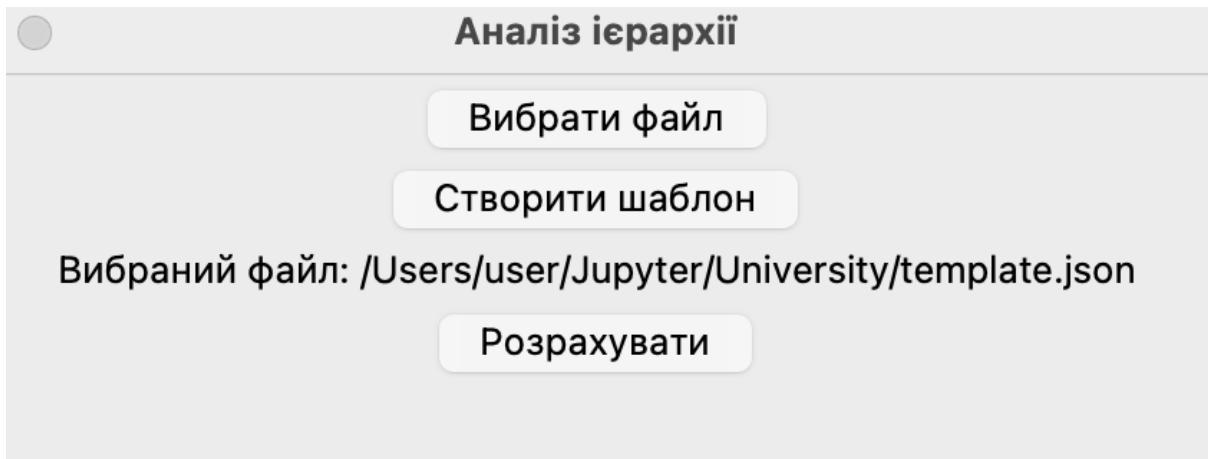 Аналіз ієрархії
Вибрати файл
Створити шаблон
Вибраний файл: /Users/user/Jupyter/University/template.json
Розрахувати